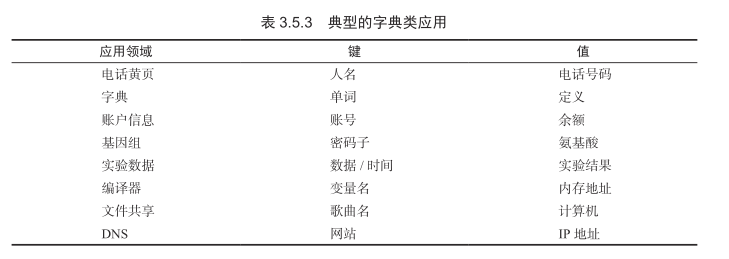 表 3.5.3 典型的字典类应用
应用领域 键 值
电话黄页 人名 电话号码
字典 单词 定义
账户信息 账号 余额
基因组 密码子 氨基酸
实验数据 数据 / 时间 实验结果
编译器 变量名 内存地址
文件共享 歌曲名 计算机
DNS 网站 IP 地址